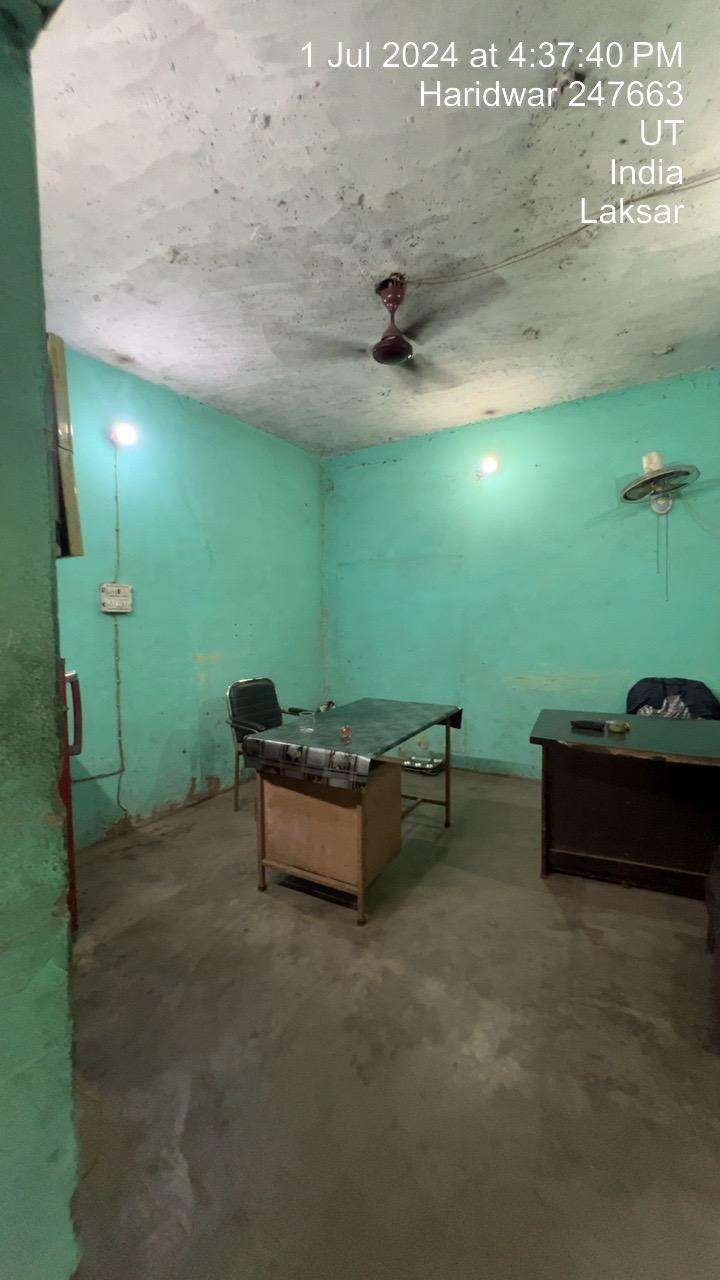 1 Jul 2024 at 4:37:40 PM
Haridwar 247663
UT
India
Laksar